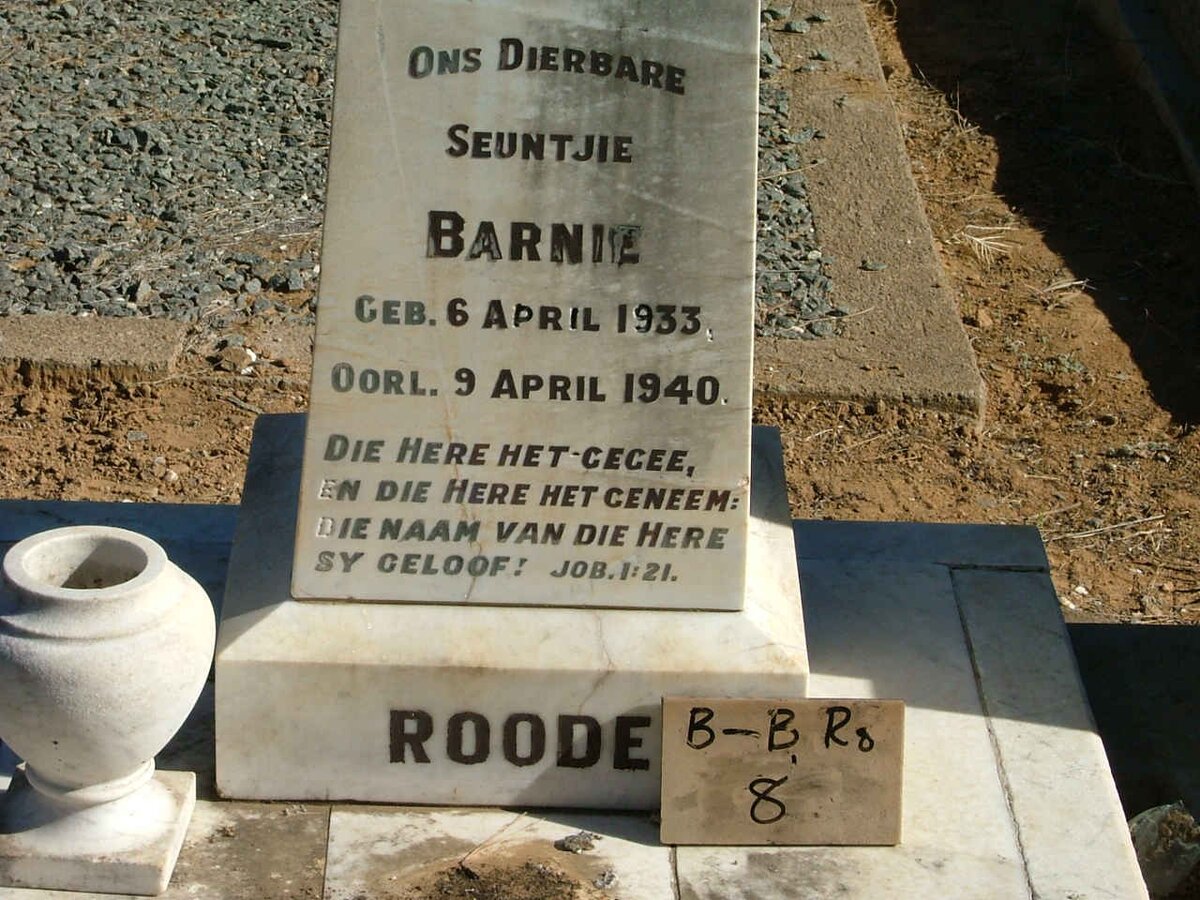 ONS DIERBARE
SEUNTJIE
BARNIE
GEB. 6 APRIL 1933.
OORL. 9 APRIL 1940.
DIE HERE HET GEGEE,
EN DIE HERE HET GENEEM:
DIE NAAM VAN DIE HERE
SY GELOOF! JOB. 1:21.
ROODE
B-B R8
8